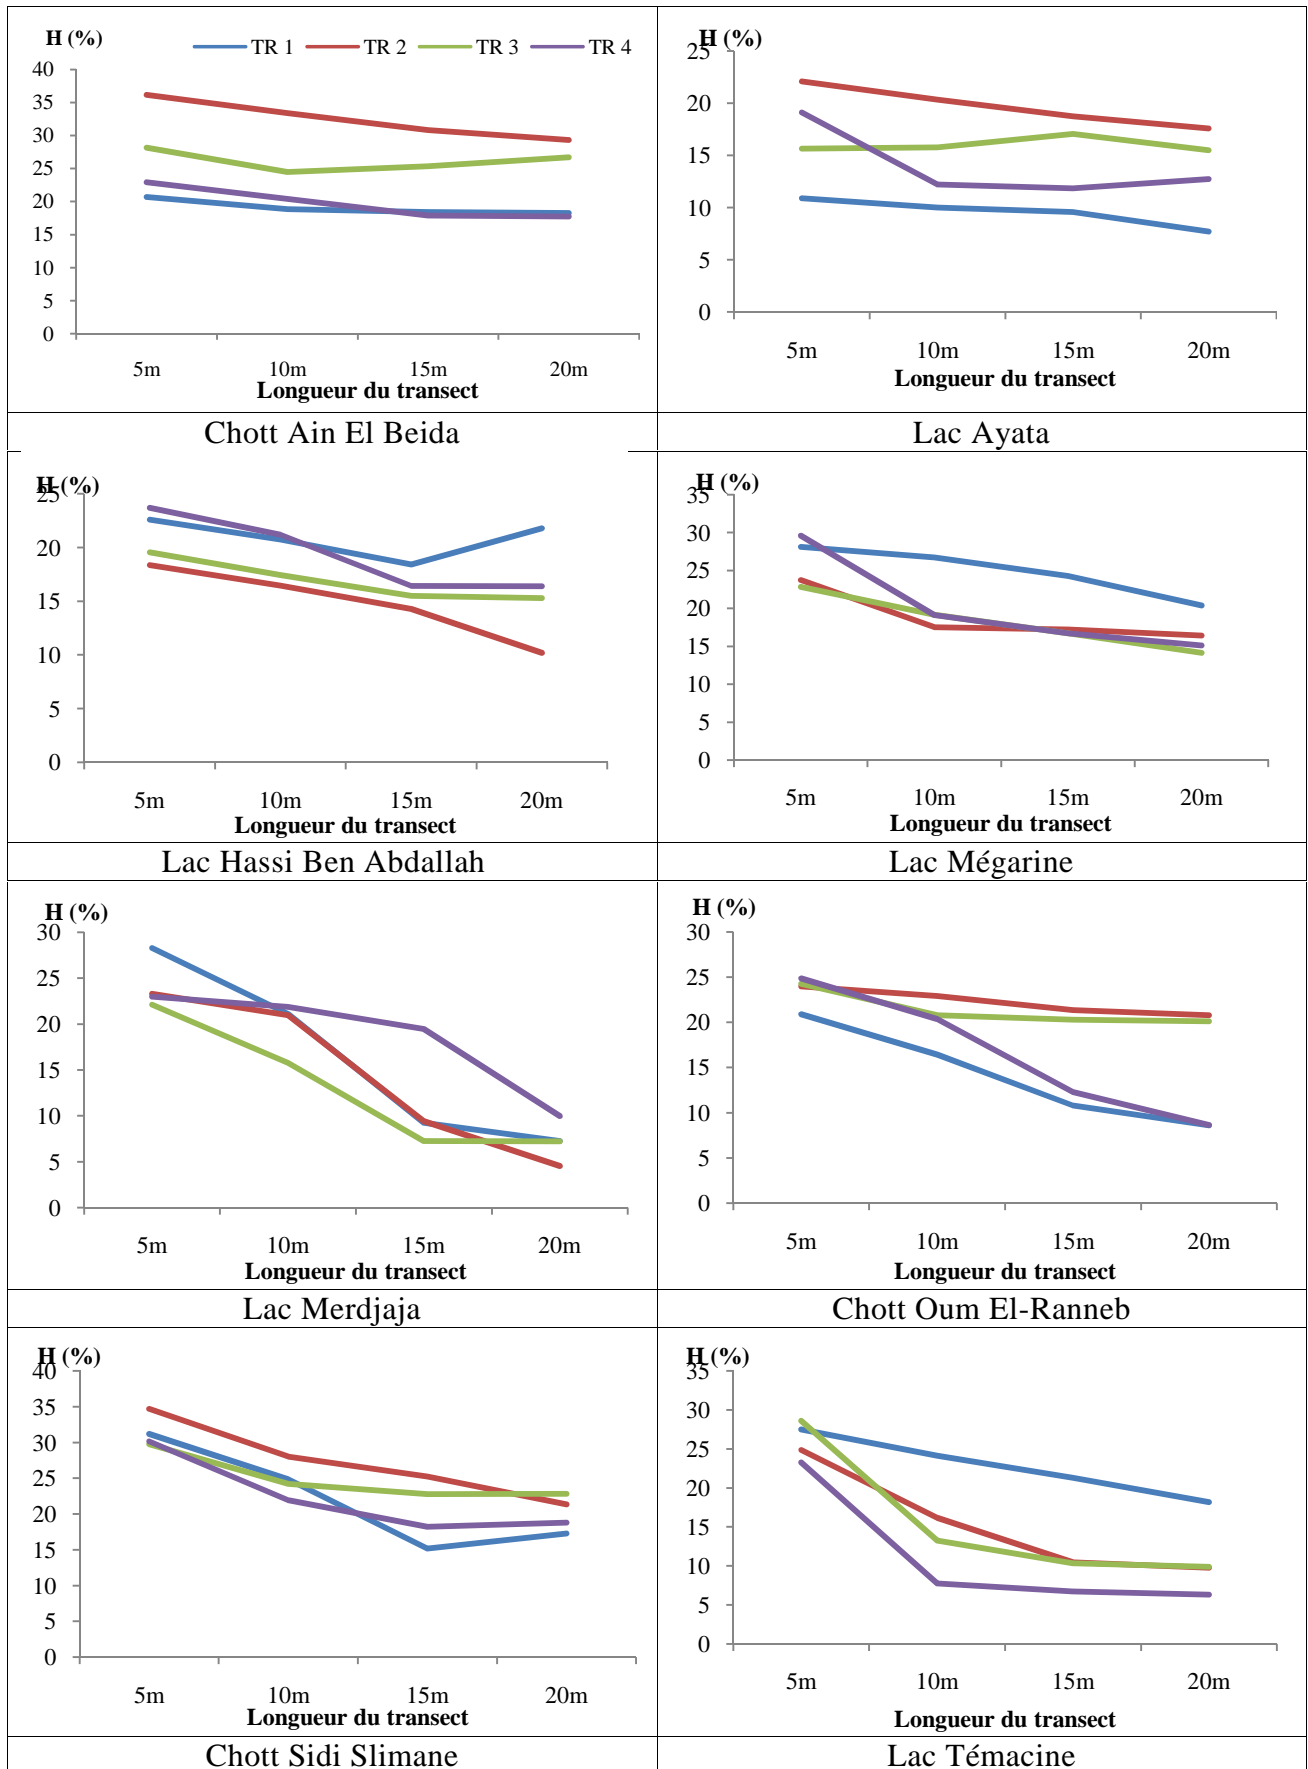 H (%)
TR 1 TR 2 TR 3 TR 4
40
35
30
25
20
15
10
5
0
5m 10m 15m 20m
Longueur du transect
Chott Ain El Beida
H (%)
25
20
15
10
5
0
5m 10m 15m 20m
Longueur du transect
Lac Ayata
H (%)
25
20
15
10
5
0
5m 10m 15m 20m
Longueur du transect
Lac Hassi Ben Abdallah
H (%)
35
30
25
20
15
10
5
0
5m 10m 15m 20m
Longueur du transect
Lac Mégarine
H (%)
30
25
20
15
10
5
0
5m 10m 15m 20m
Longueur du transect
Lac Merdjaja
H (%)
30
25
20
15
10
5
0
5m 10m 15m 20m
Longueur du transect
Chott Oum El-Ranneb
H (%)
40
35
30
25
20
15
10
5
0
5m 10m 15m 20m
Longueur du transect
Chott Sidi Slimane
H (%)
35
30
25
20
15
10
5
0
5m 10m 15m 20m
Longueur du transect
Lac Témacine